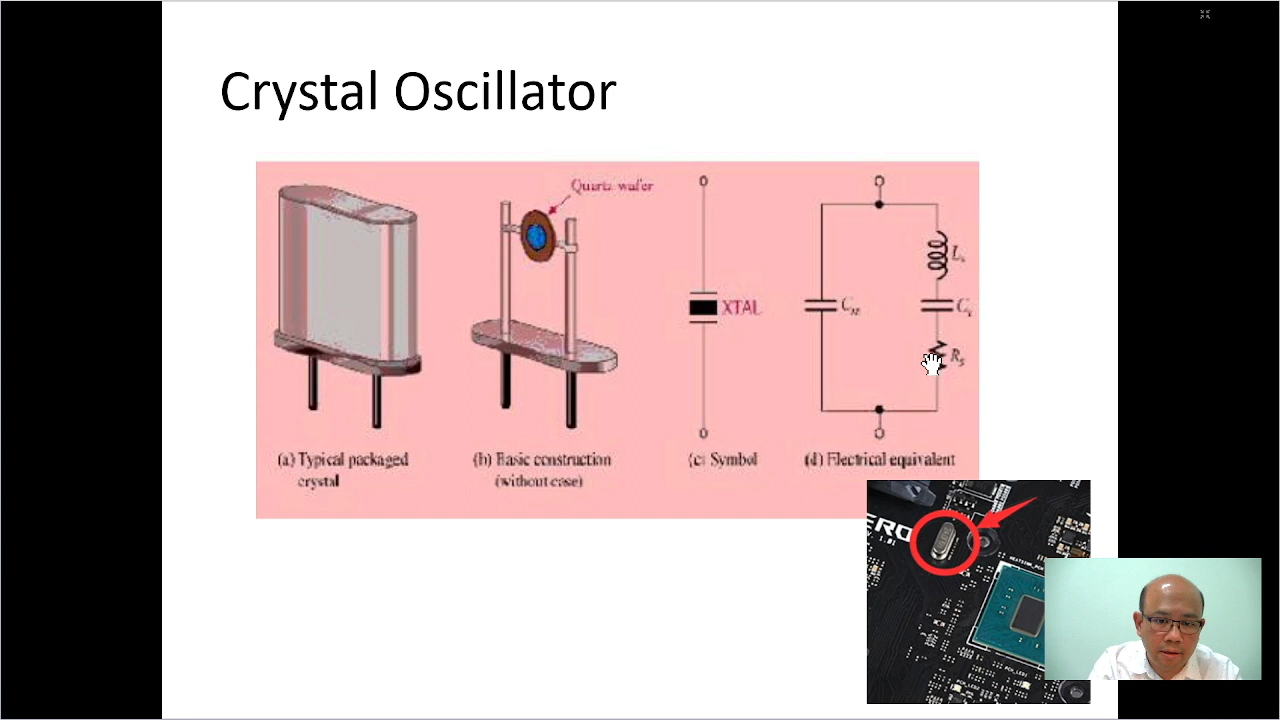 Crystal Oscillator
Quartz wafer
XTAL
Cm
Ls
Cs
Rs
(a) Typical packaged
crystal
(b) Basic construction
(without case)
(c) Symbol
(d) Electrical equivalent
ERO